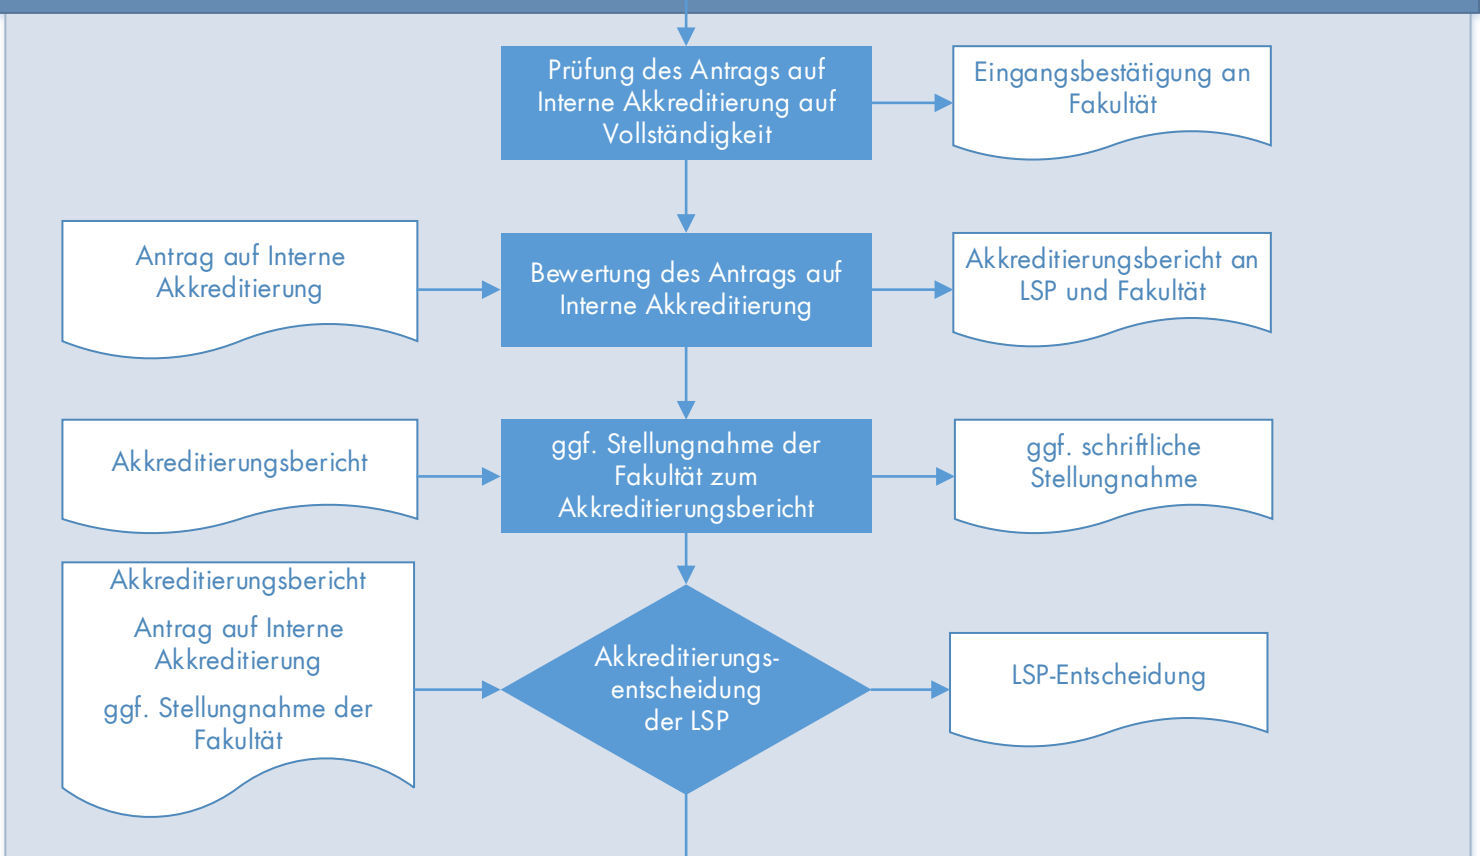 Prüfung des Antrags auf
Interne Akkreditierung auf
Vollständigkeit
Eingangsbestätigung an
Fakultät
Antrag auf Interne
Akkreditierung
Bewertung des Antrags auf
Interne Akkreditierung
Akkreditierungsbericht an
LSP und Fakultät
Akkreditierungsbericht
ggf. Stellungnahme der
Fakultät zum
Akkreditierungsbericht
ggf. schriftliche
Stellungnahme
Akkreditierungsbericht
Antrag auf Interne
Akkreditierung
ggf. Stellungnahme der
Fakultät
Akkreditierungs-
entscheidung
der LSP
LSP-Entscheidung